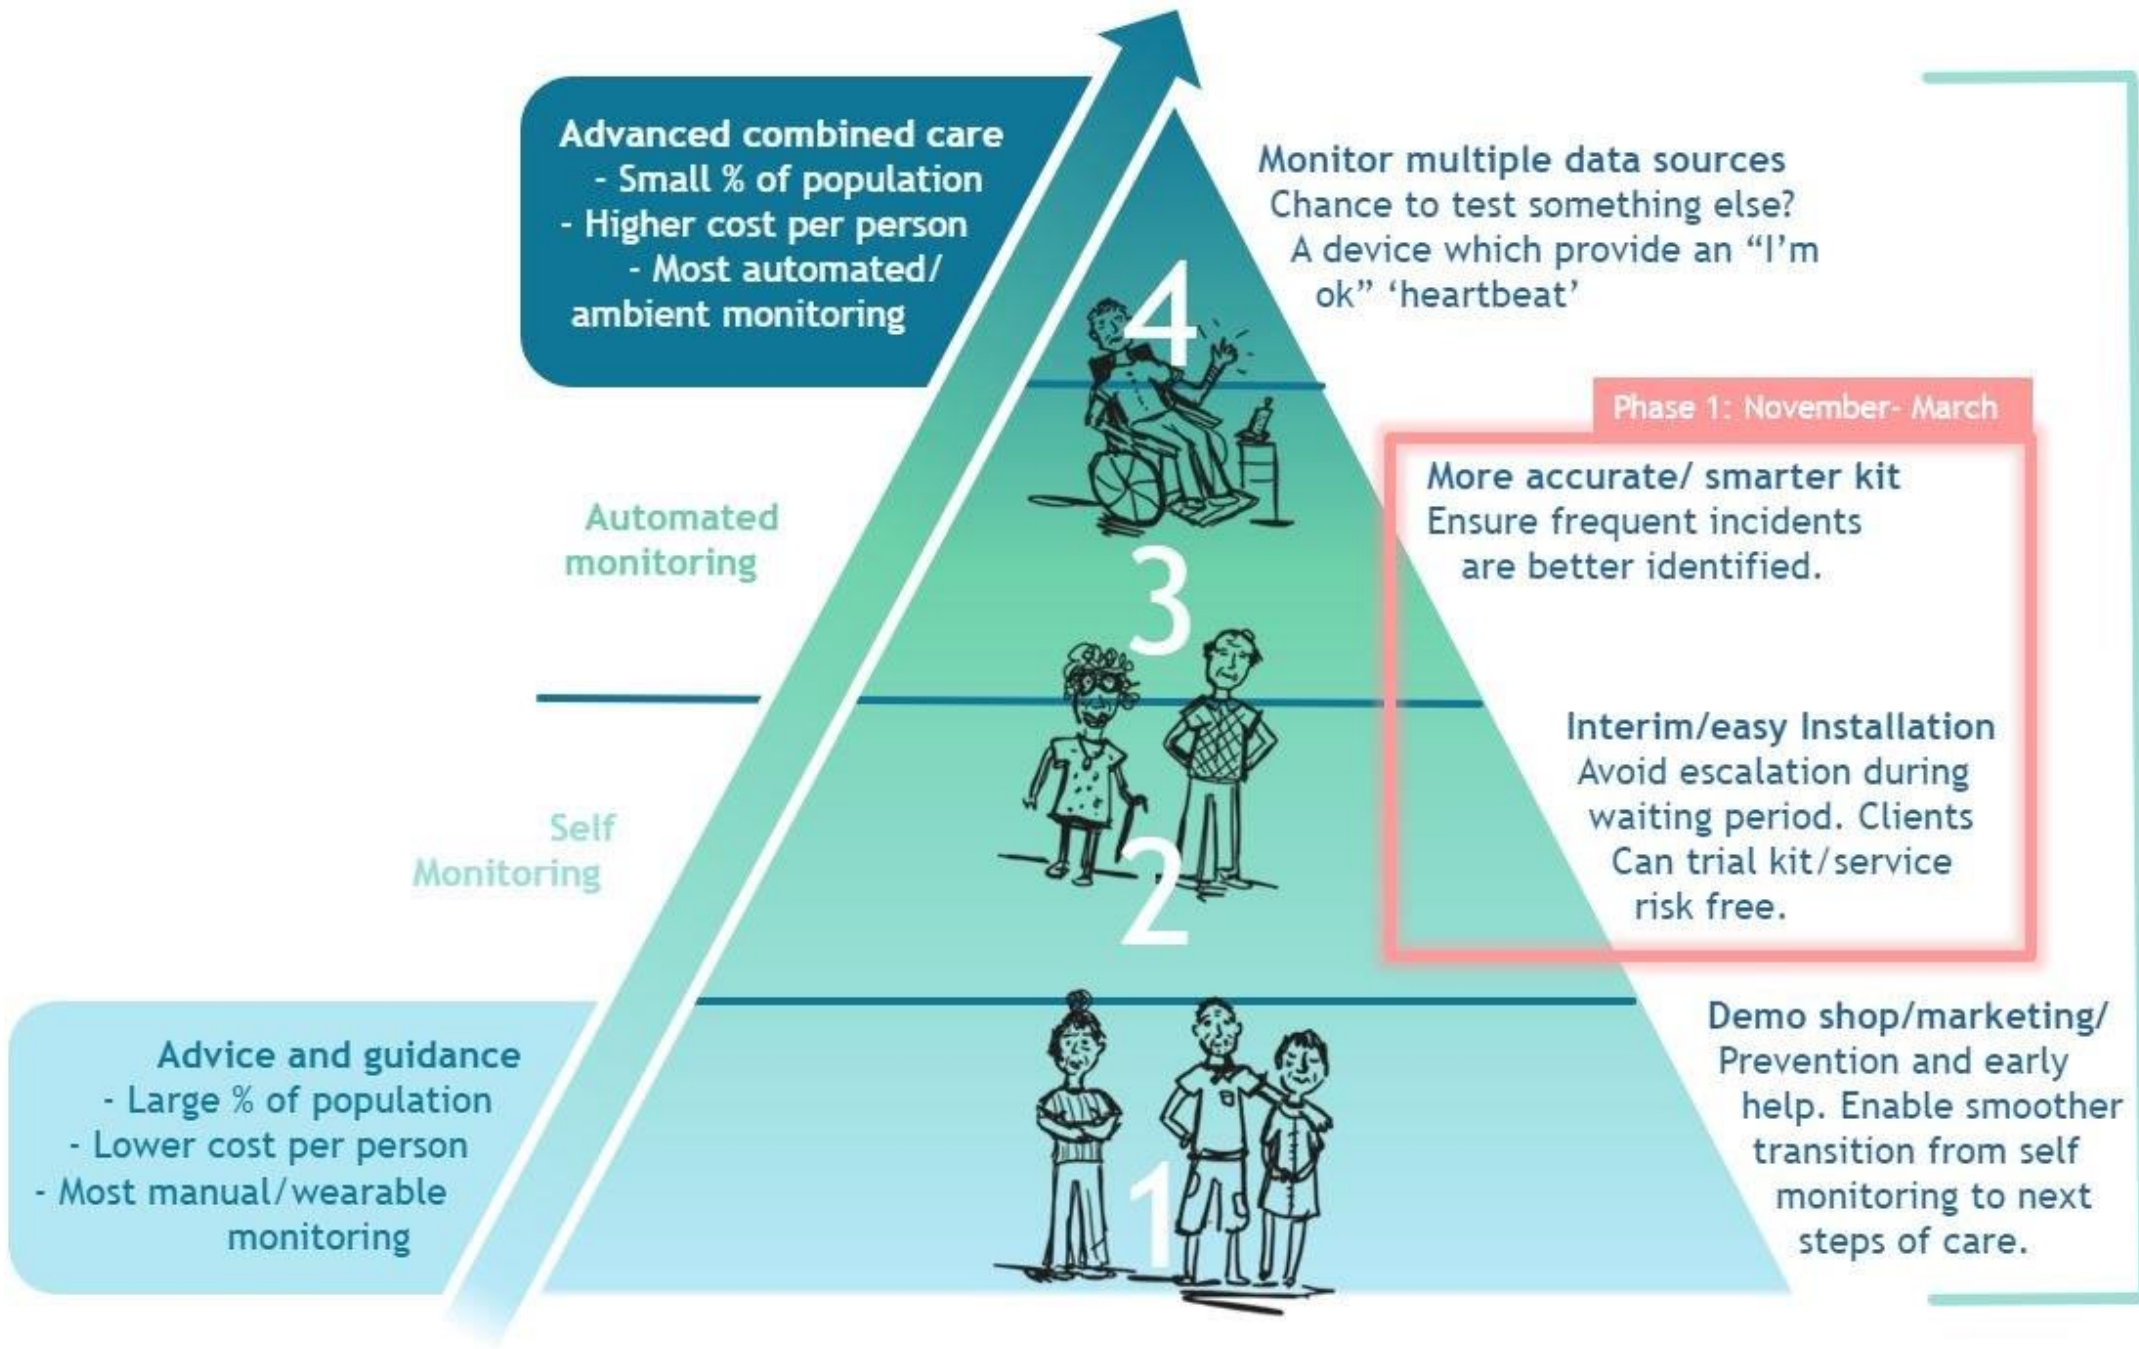 Advanced combined care
- Small % of population
- Higher cost per person
- Most automated/
ambient monitoring
Monitor multiple data sources
Chance to test something else?
A device which provide an “I’m
ok” ‘heartbeat’
4
Phase 1: November- March
Automated
monitoring
More accurate/ smarter kit
Ensure frequent incidents
are better identified.
3
Self
Monitoring
Interim/easy Installation
Avoid escalation during
waiting period. Clients
Can trial kit/service
risk free.
2
Advice and guidance
- Large % of population
- Lower cost per person
- Most manual/wearable
monitoring
Demo shop/marketing/
Prevention and early
help. Enable smoother
transition from self
monitoring to next
steps of care.
1